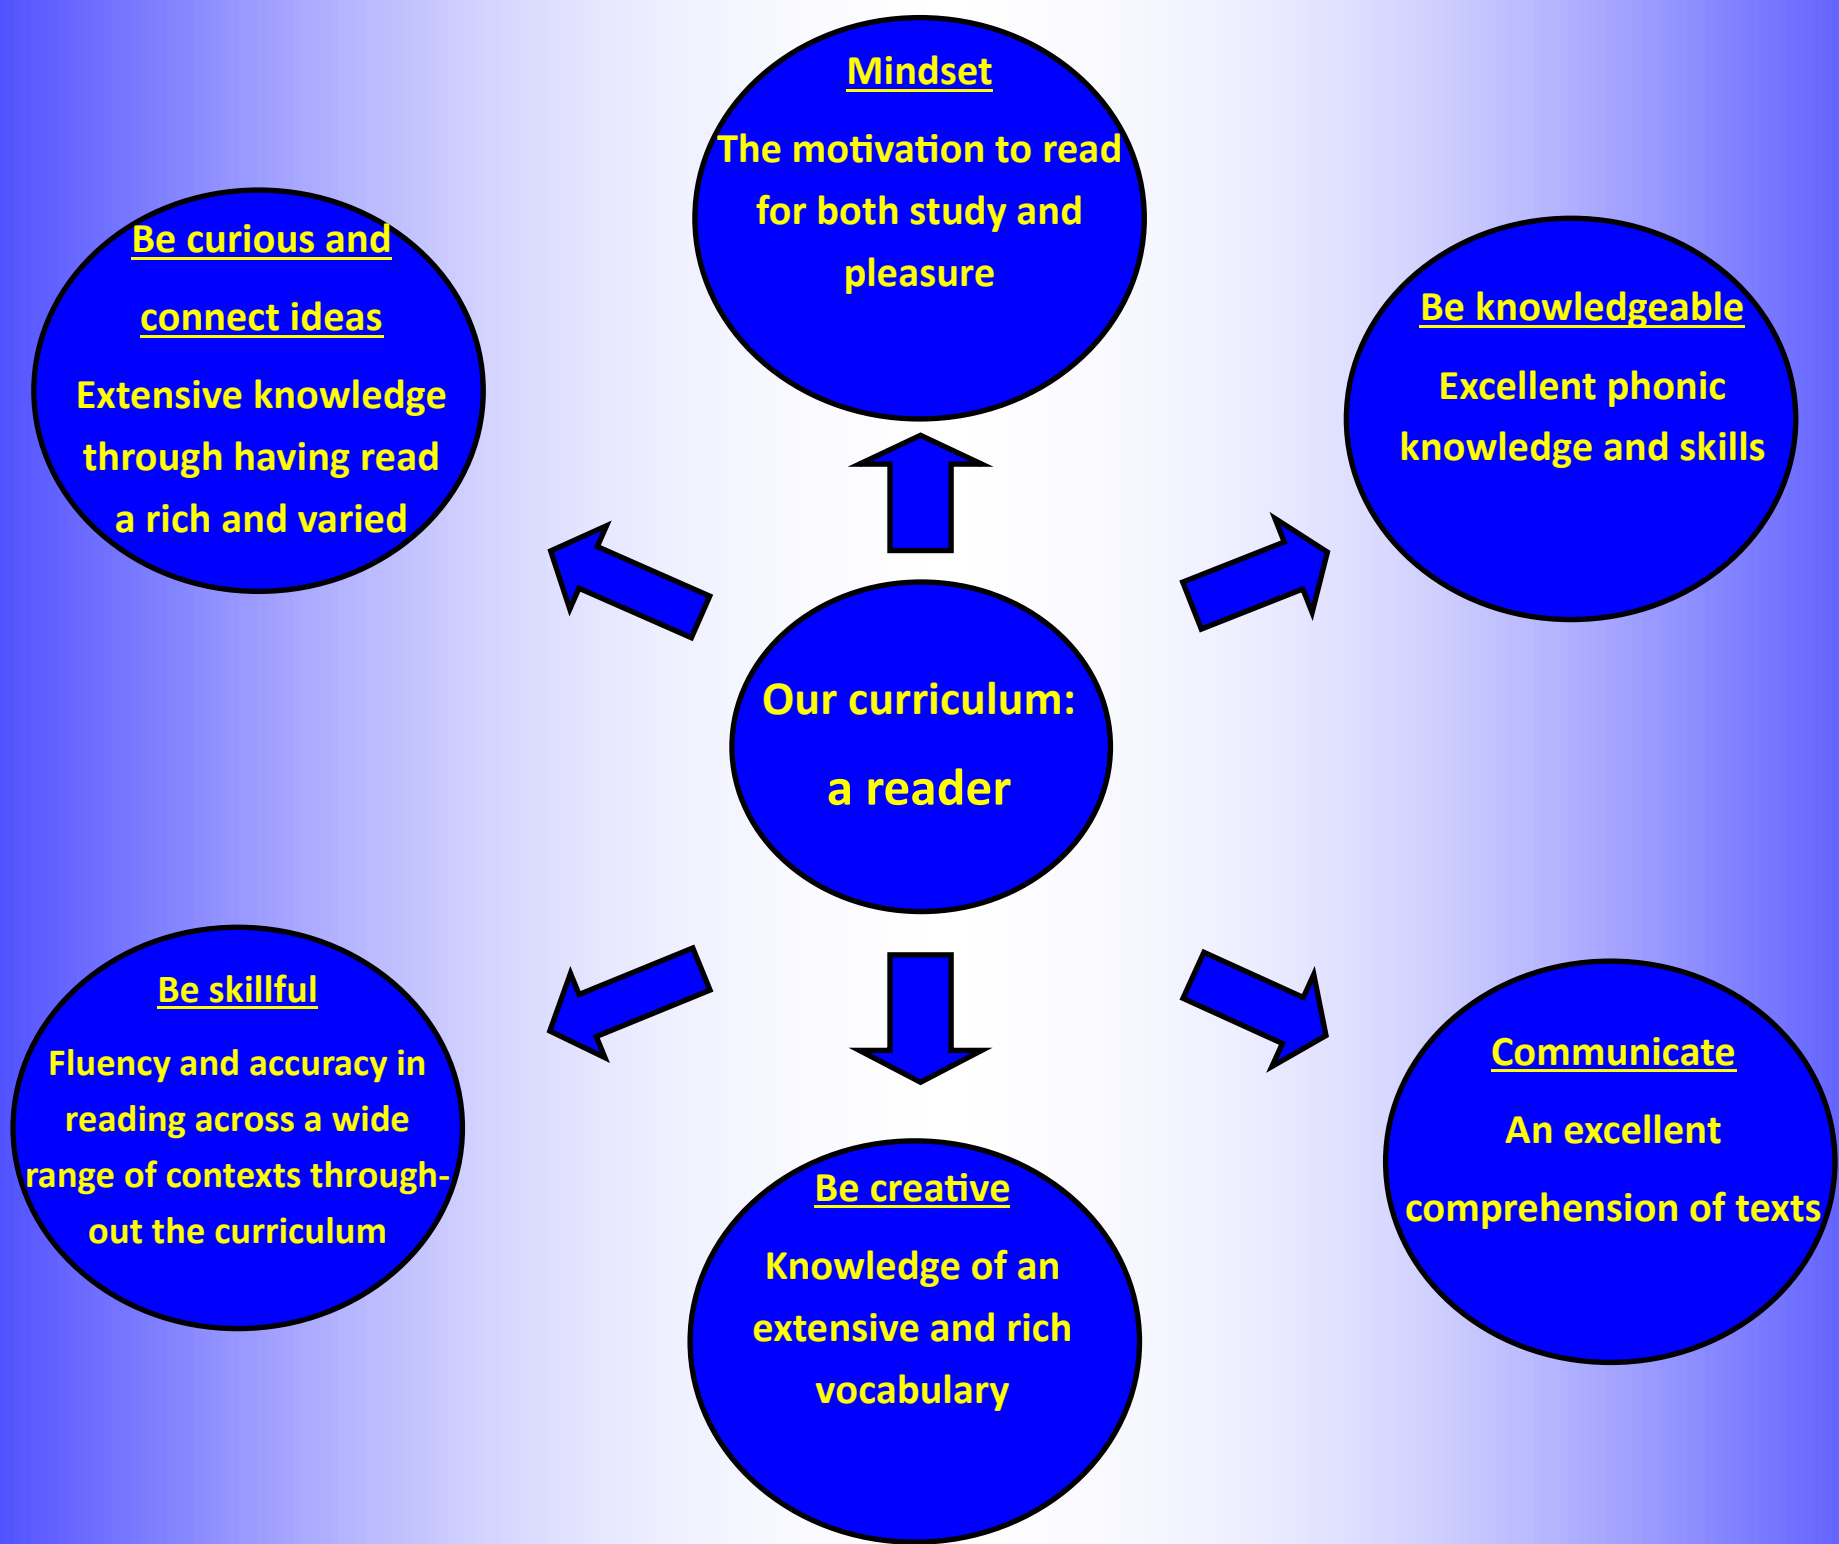 Mindset
The motivation to read
for both study and
pleasure
Be curious and
connect ideas
Extensive knowledge
through having read
a rich and varied
Be knowledgeable
Excellent phonic
knowledge and skills
Our curriculum:
a reader
Be skillful
Fluency and accuracy in
reading across a wide
range of contexts through-
out the curriculum
Be creative
Knowledge of an
extensive and rich
vocabulary
Communicate
An excellent
comprehension of texts